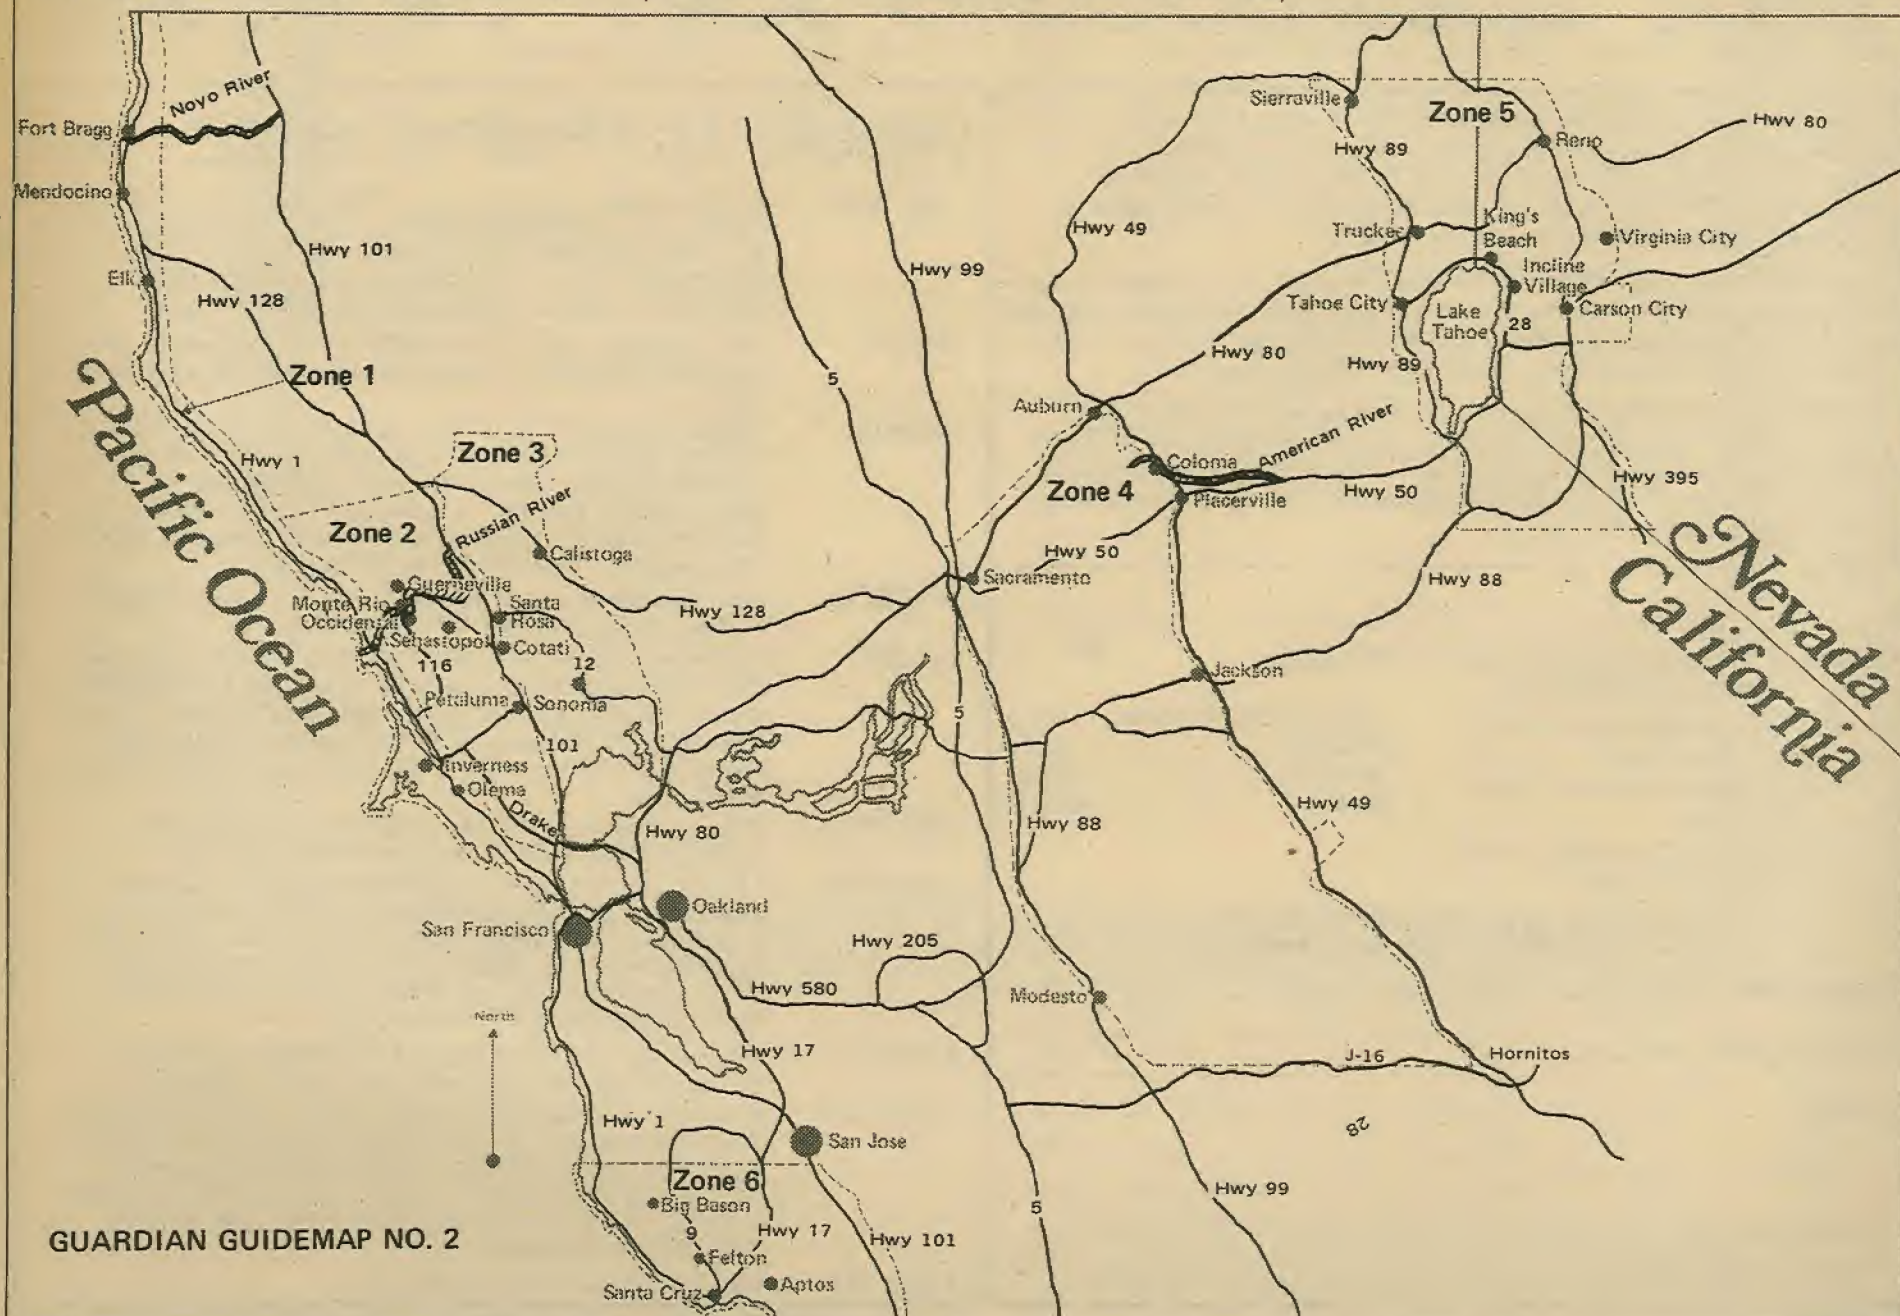 Noyo River
Fort Bragg
Mendocino
Elk
Hwy 101
Hwy 128
Zone 1
Hwy 1
Pacific Ocean
Zone 3
Zone 2
Russian River
Calistoga
Guerneville
Monte Rio
Occidental
Sebastopol
Santa
Rosa
Cotati
116
12
Petaluma
Sonoma
101
Inverness
Olema
Drake
Hwy 128
Hwy 80
San Francisco
Oakland
Hwy 99
5
Hwy 49
Sierraville
Zone 5
Hwy 89
Reno
Hwy 80
Truckee
King's
Beach
Virginia City
Incline
Village
Tahoe City
Lake
Tahoe
28
Carson City
Hwy 80
Hwy 89
Auburn
American River
Coloma
Zone 4
Placerville
Hwy 50
Hwy 395
Hwy 50
Sacramento
Hwy 88
Nevada
California
Jackson
5
Hwy 49
Hwy 88
Hwy 205
Hwy 580
Modesto
North
Hwy 17
J-16
Hornitos
28
Hwy 1
San Jose
Zone 6
Big Bason
9
Hwy 17
Felton
Santa Cruz
Aptos
Hwy 101
5
Hwy 99
GUARDIAN GUIDEMAP NO. 2